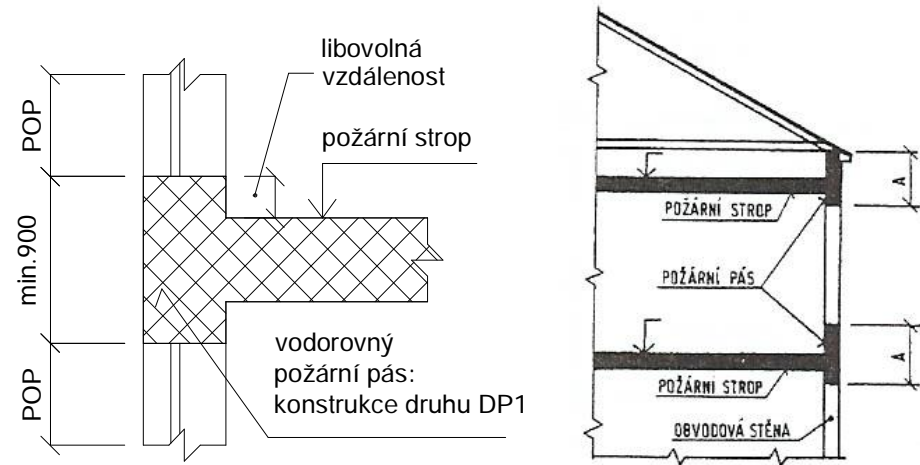 libovolná
vzdálenost
požární strop
POP
min.900
POP
vodorovný
požární pás:
konstrukce druhu DP1
A
POŽÁRNÍ STROP
POŽÁRNÍ PÁS
A
POŽÁRNÍ STROP
OBVODOVÁ STĚNA